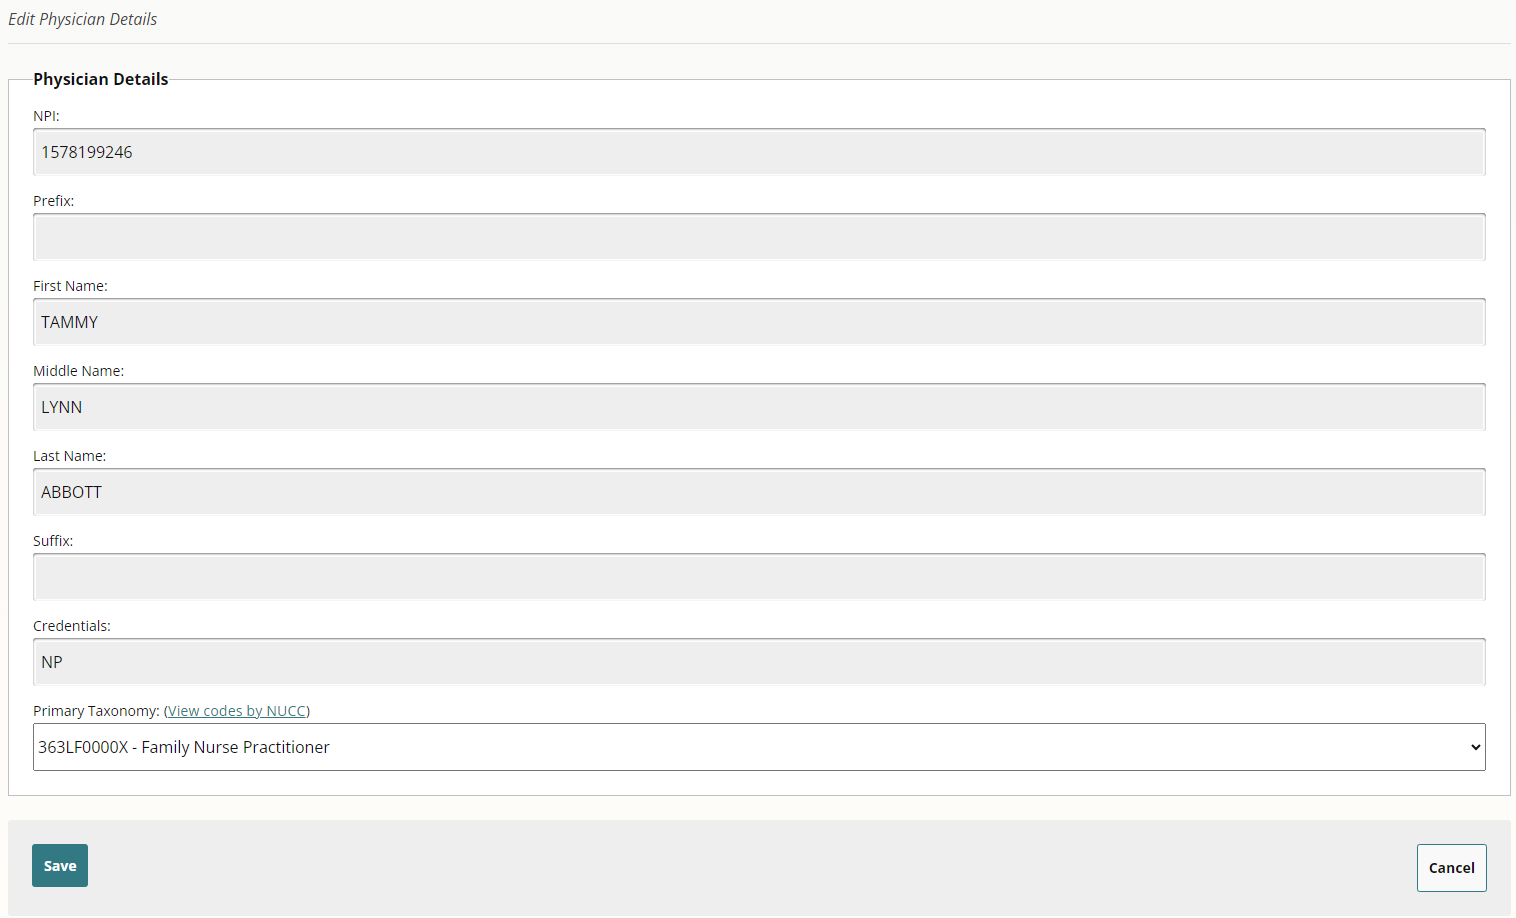 Edit Physician Details
Physician Details
NPI:
1578199246
Prefix:
First Name:
TAMMY
Middle Name:
LYNN
Last Name:
ABBOTT
Suffix:
Credentials:
NP
Primary Taxonomy: (View codes by NUCC)
363LF0000X - Family Nurse Practitioner
Save
Cancel